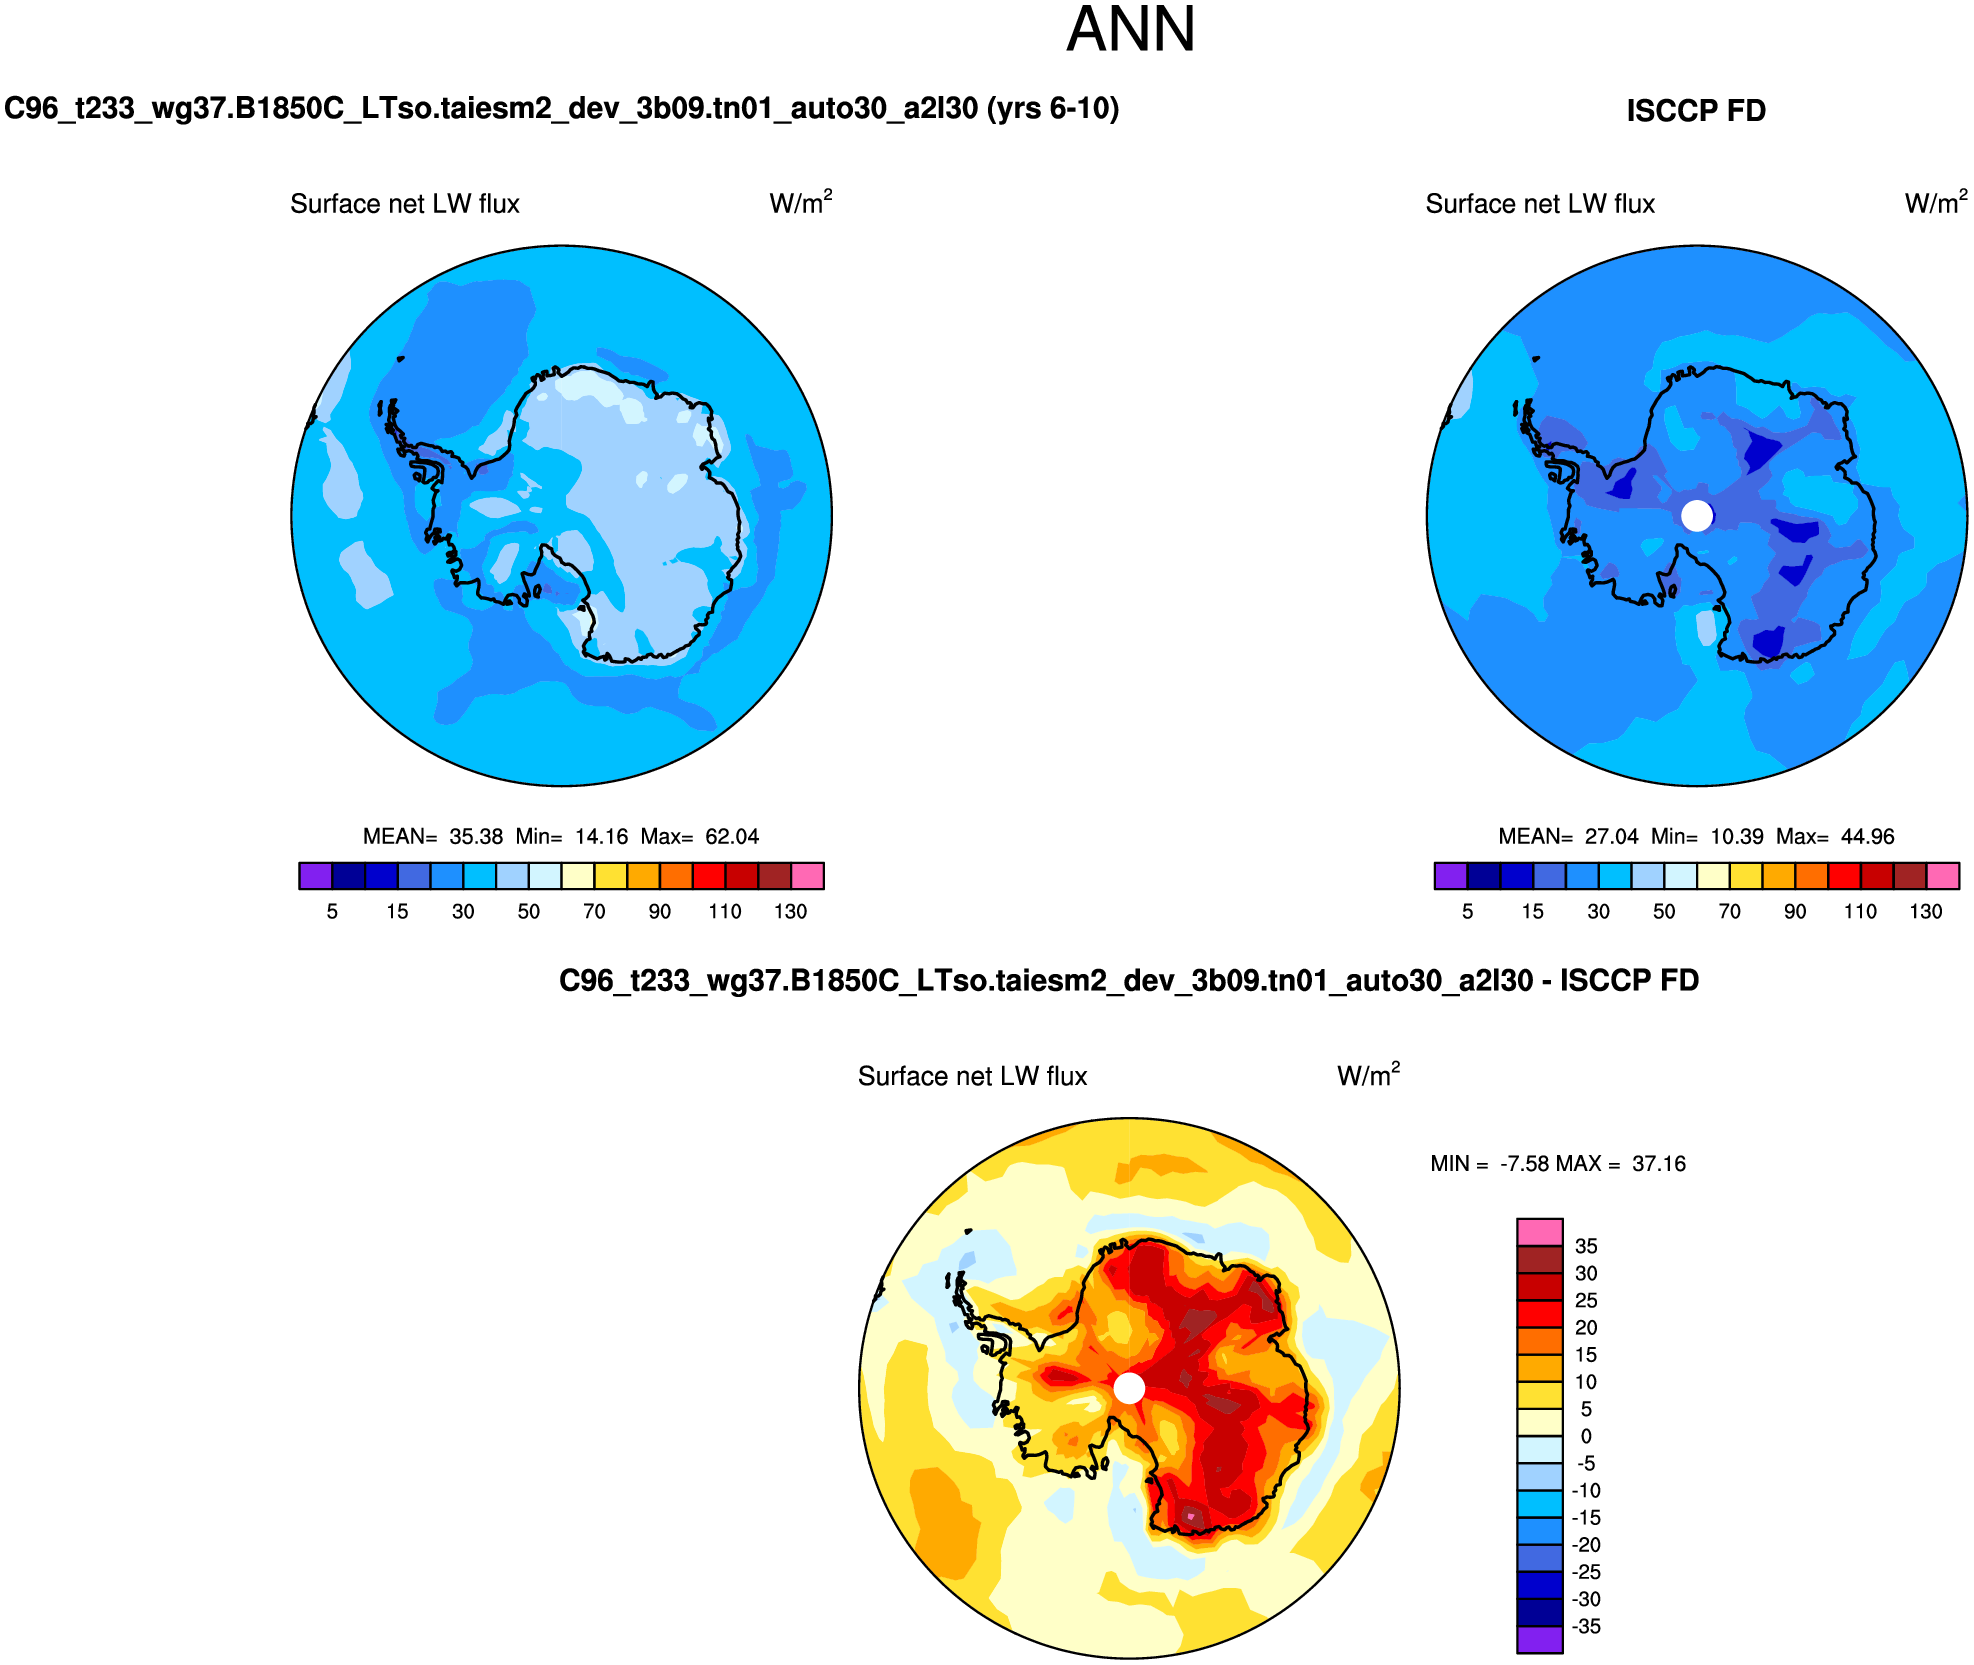 ANN
C96_t233_wg37.B1850C_LTso.taiesm2_dev_3b09.tn01_auto30_a2l30 (yrs 6-10)
ISCCP FD
Surface net LW flux W/m²
Surface net LW flux W/m²
MEAN= 35.38 Min= 14.16 Max= 62.04
MEAN= 27.04 Min= 10.39 Max= 44.96
5 15 30 50 70 90 110 130
5 15 30 50 70 90 110 130
C96_t233_wg37.B1850C_LTso.taiesm2_dev_3b09.tn01_auto30_a2l30 - ISCCP FD
Surface net LW flux W/m²
MIN = -7.58 MAX = 37.16
35
30
25
20
15
10
5
0
-5
-10
-15
-20
-25
-30
-35